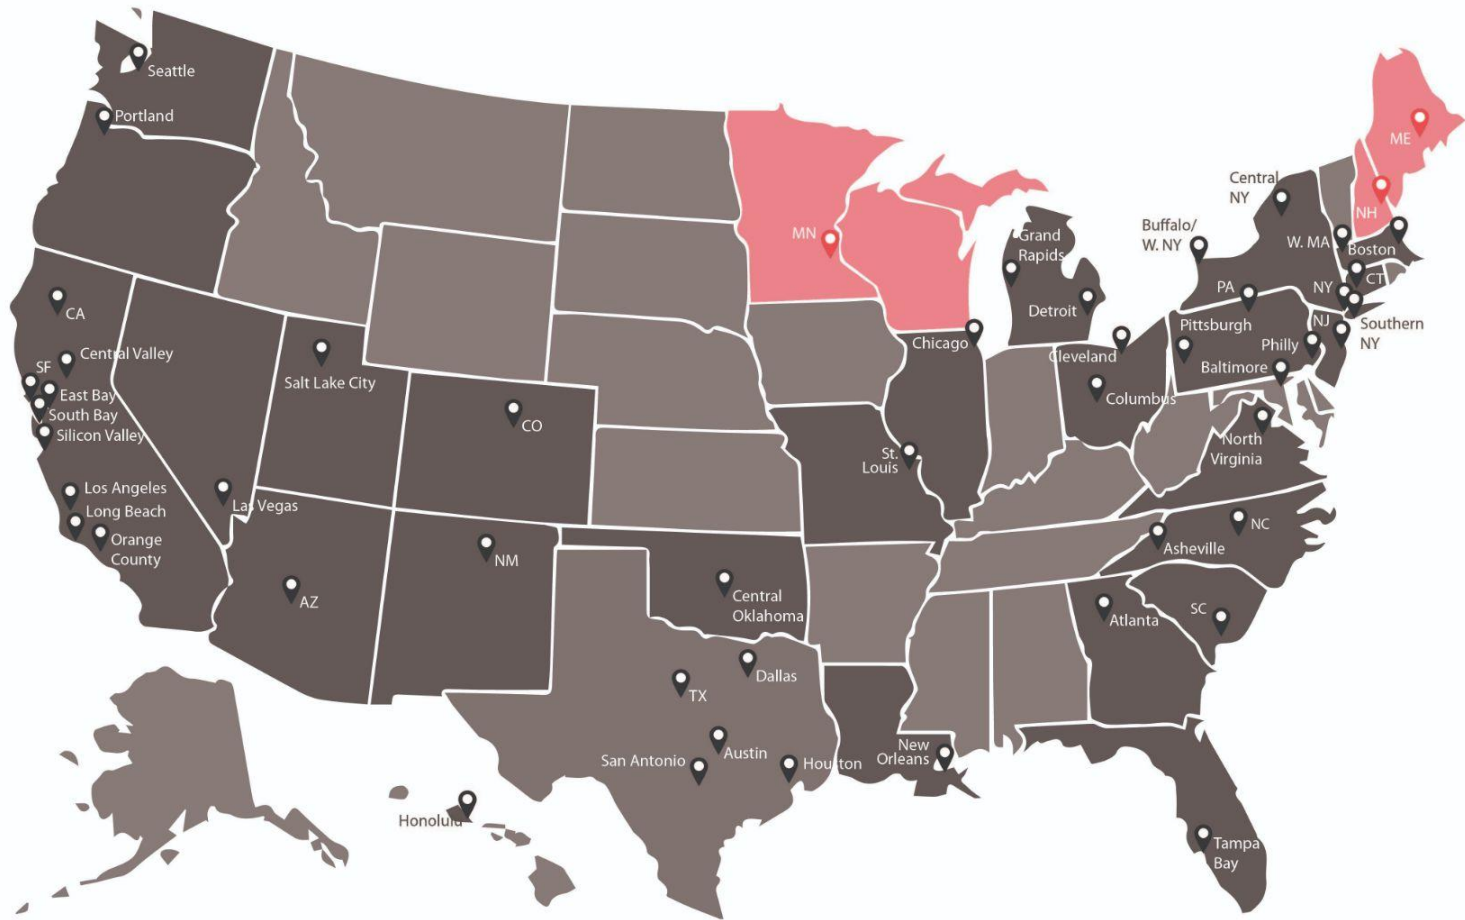 Seattle
Portland
ME
Central
NY
NH
Buffalo/
W. NY
MN
Grand
Rapids
W. MA
Boston
CT
PA
NY
CA
Detroit
Pittsburgh
NJ
Southern
NY
Chicago
Cleveland
Philly
Central Valley
SF
Salt Lake City
Baltimore
East Bay
Columbus
South Bay
CO
Silicon Valley
North
Virginia
St.
Louis
Los Angeles
Las Vegas
Long Beach
Orange
County
NC
Asheville
NM
AZ
Central
Oklahoma
SC
Atlanta
Dallas
TX
New
Orleans
Austin
San Antonio
Houston
Honolulu
Tampa
Bay